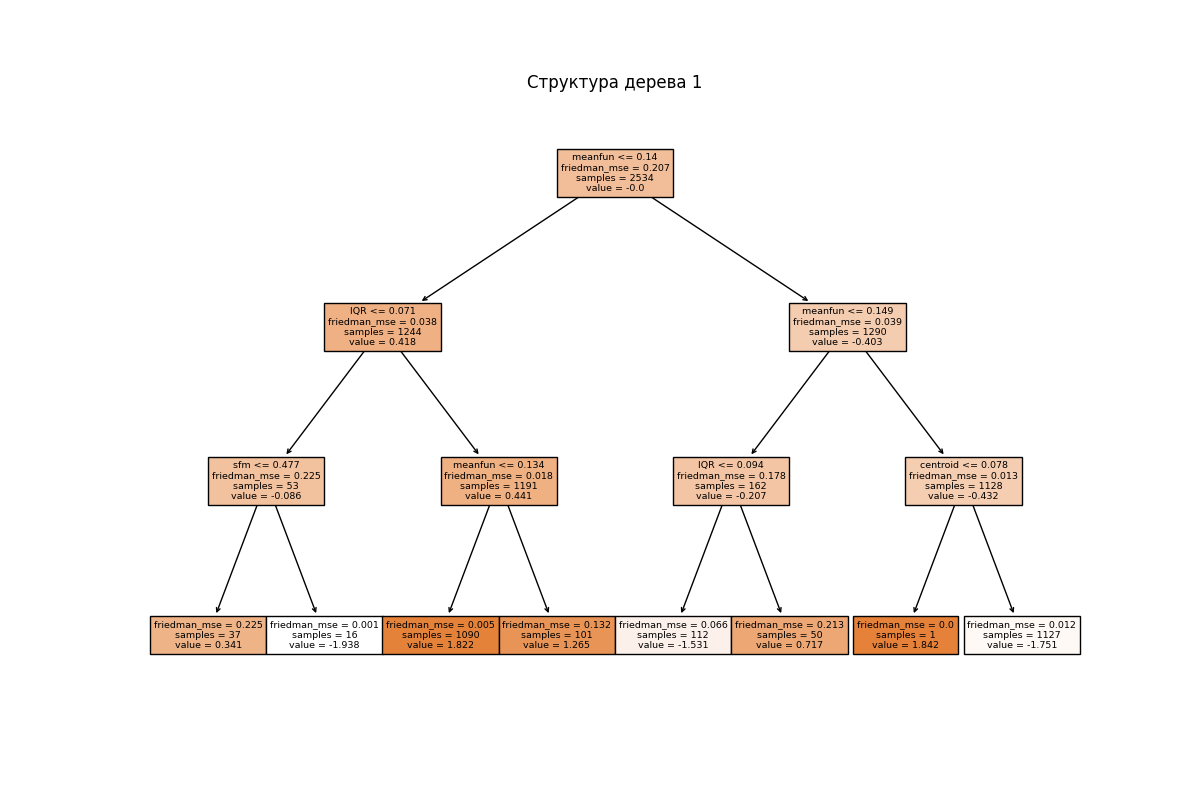 Структура дерева 1
meanfun <= 0.14
friedman_mse = 0.207
samples = 2534
value = -0.0
IQR <= 0.071
friedman_mse = 0.038
samples = 1244
value = 0.418
meanfun <= 0.149
friedman_mse = 0.039
samples = 1290
value = -0.403
sfm <= 0.477
friedman_mse = 0.225
samples = 53
value = -0.086
meanfun <= 0.134
friedman_mse = 0.018
samples = 1191
value = 0.441
IQR <= 0.094
friedman_mse = 0.178
samples = 162
value = -0.207
centroid <= 0.078
friedman_mse = 0.013
samples = 1128
value = -0.432
friedman_mse = 0.225
samples = 37
value = 0.341
friedman_mse = 0.001
samples = 16
value = -1.938
friedman_mse = 0.005
samples = 1090
value = 1.822
friedman_mse = 0.132
samples = 101
value = 1.265
friedman_mse = 0.066
samples = 112
value = -1.531
friedman_mse = 0.213
samples = 50
value = 0.717
friedman_mse = 0.0
samples = 1
value = 1.842
friedman_mse = 0.012
samples = 1127
value = -1.751